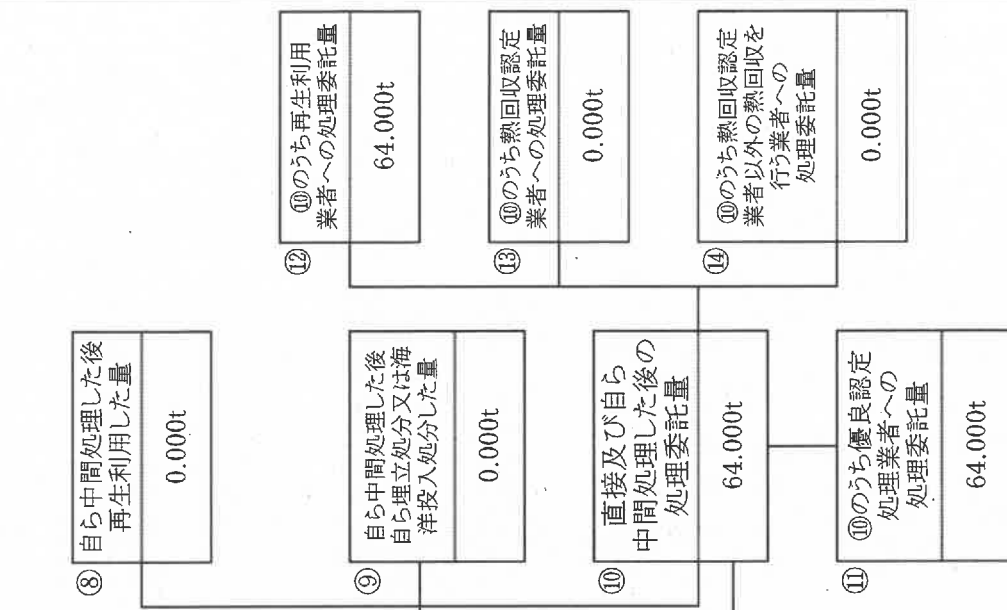 ⑧
自ら中間処理した後
再生利用した量
0.000t
⑨
自ら中間処理した後
自ら埋立処分又は海
洋投入処分した量
0.000t
⑩
直接及び自ら
中間処理した後の
処理委託量
64.000t
⑪
⑩のうち優良認定
処理業者への
処理委託量
64.000t
⑫
⑩のうち再生利用
業者への処理委託量
64.000t
⑬
⑩のうち熱回収認定
業者への処理委託量
0.000t
⑭
⑩のうち熱回収認定
業者以外の熱回収を
行う業者への
処理委託量
0.000t